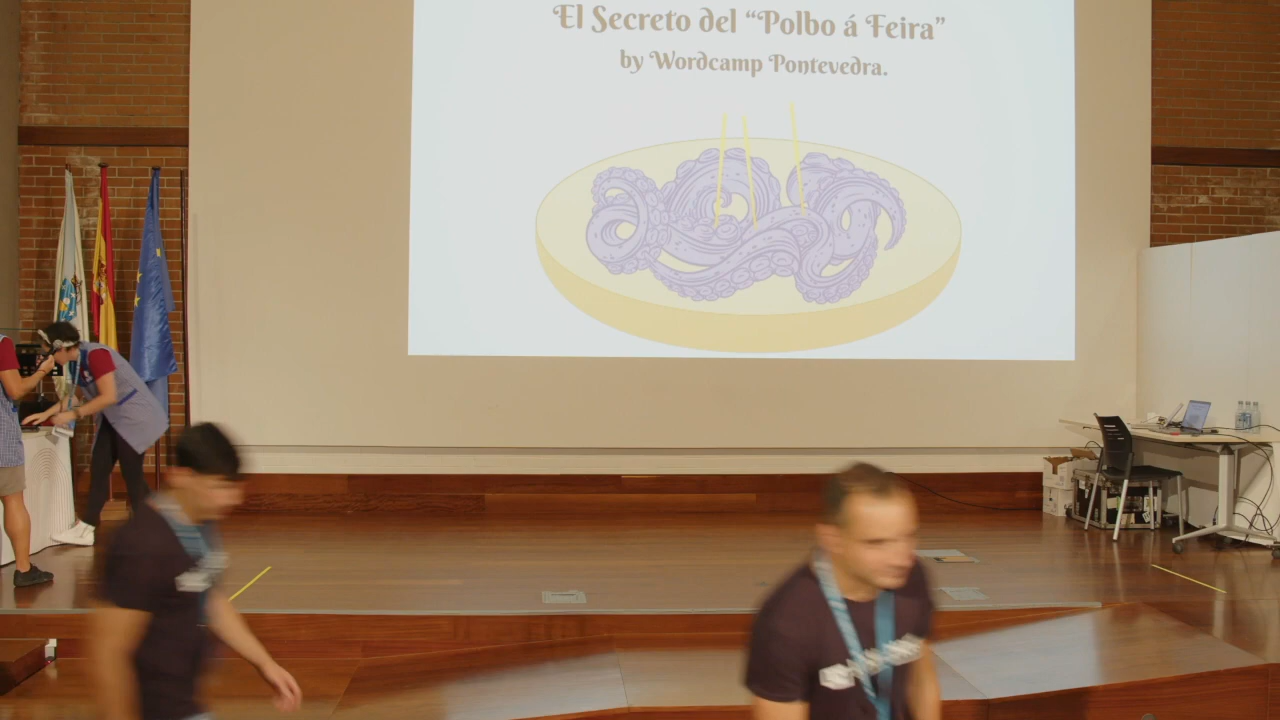 El Secreto del “Polbo á Feira”
by Wordcamp Pontevedra.